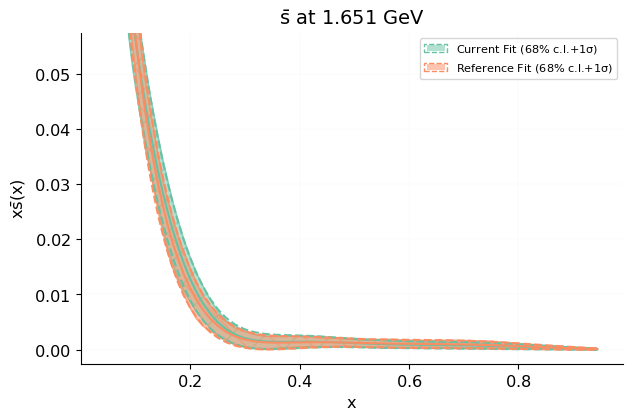 s̄ at 1.651 GeV
Current Fit (68% c.l.+1σ)
Reference Fit (68% c.l.+1σ)
0.05
0.04
0.03
0.02
0.01
0.00
xs̄(x)
0.2 0.4 0.6 0.8
x